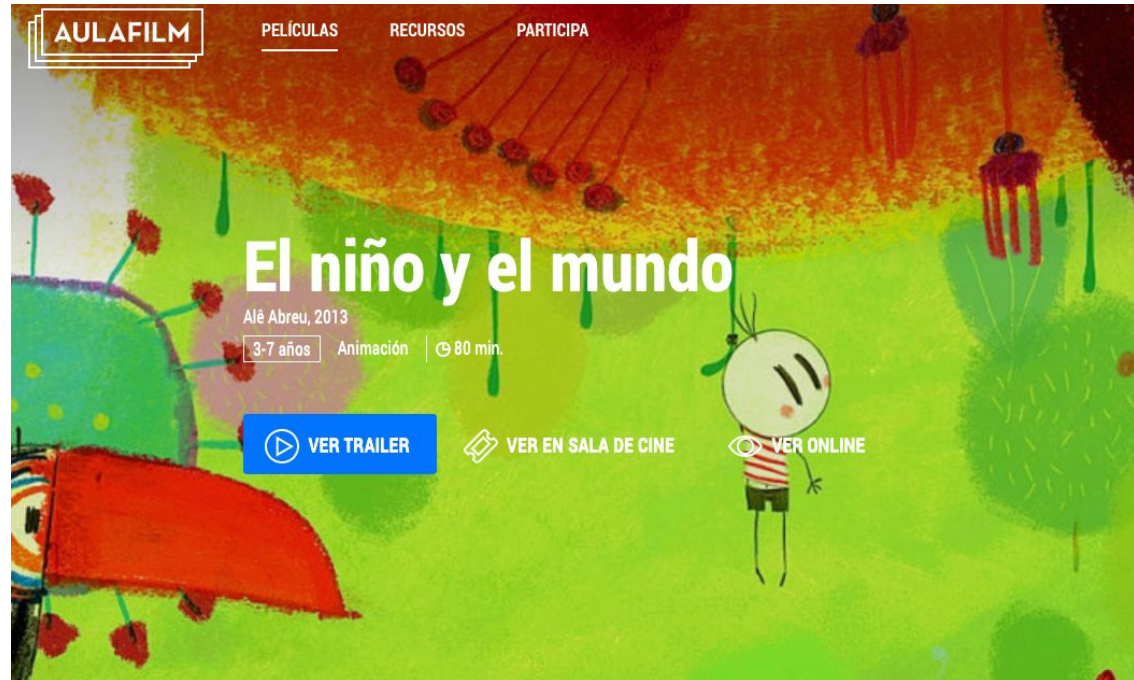 AULAFILM
PELÍCULAS RECURSOS PARTICIPA
El niño y el mundo
Alê Abreu, 2013
3-7 años Animación 80 min.
VER TRAILER VER EN SALA DE CINE VER ONLINE